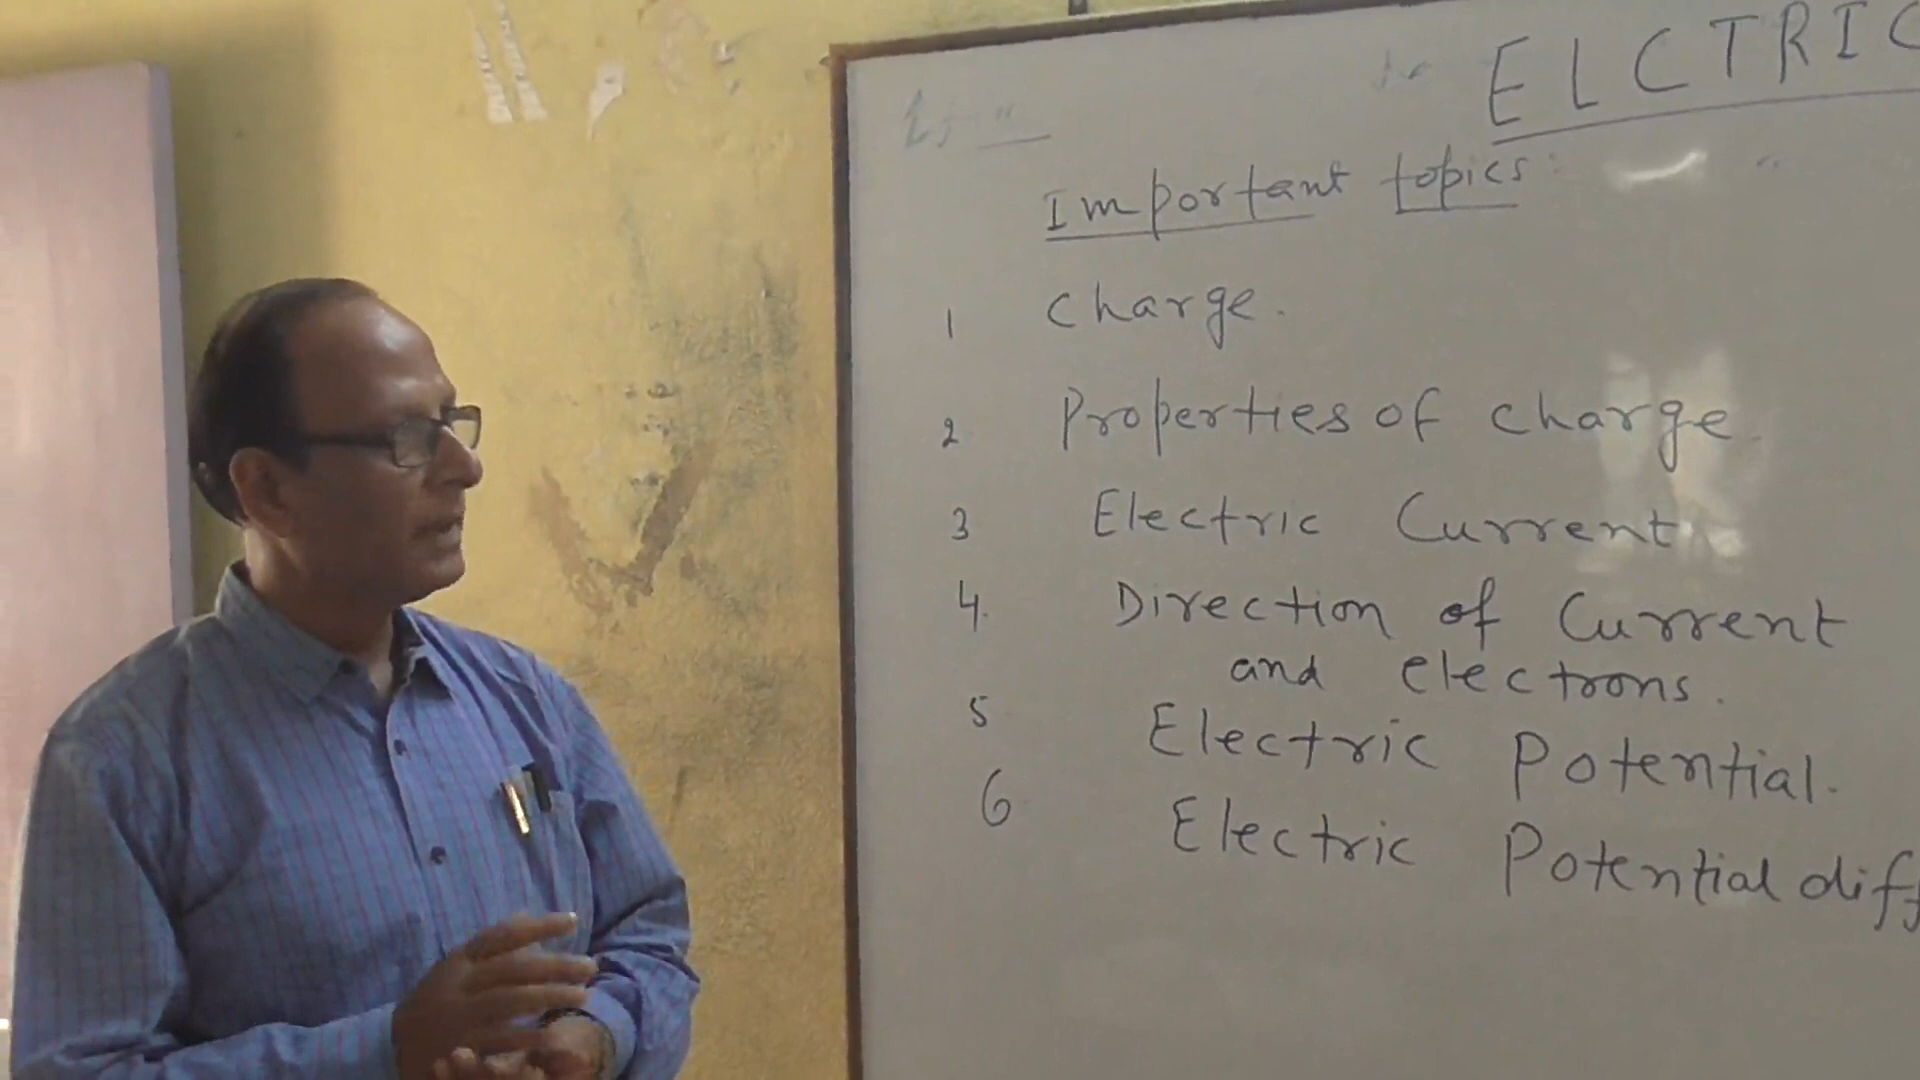 ELCTRIC
Important topics:
1 Charge.
2 Properties of charge
3 Electric Current
4. Direction of Current
and electrons.
5 Electric Potential.
6 Electric Potential diff